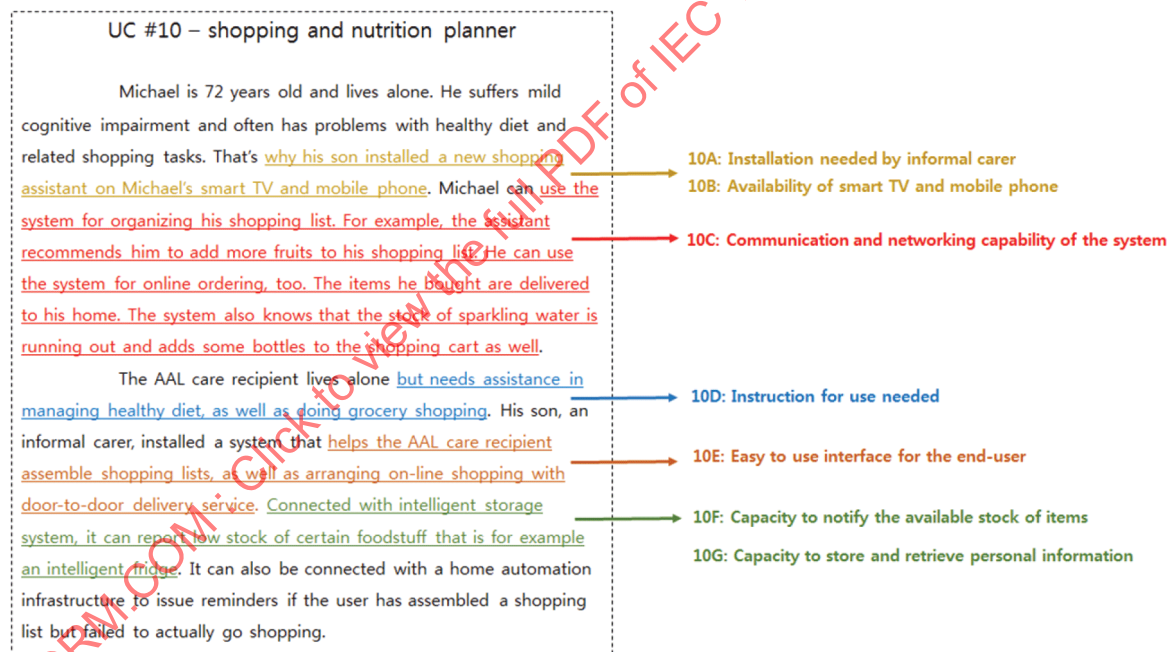 UC #10 – shopping and nutrition planner
Michael is 72 years old and lives alone. He suffers mild
cognitive impairment and often has problems with healthy diet and
related shopping tasks. That's why his son installed a new shopping
assistant on Michael's smart TV and mobile phone. Michael can use the
system for organizing his shopping list. For example, the assistant
recommends him to add more fruits to his shopping list. He can use
the system for online ordering, too. The items he bought are delivered
to his home. The system also knows that the stock of sparkling water is
running out and adds some bottles to the shopping cart as well.
The AAL care recipient lives alone but needs assistance in
managing healthy diet, as well as doing grocery shopping. His son, an
informal carer, installed a system that helps the AAL care recipient
assemble shopping lists, as well as arranging on-line shopping with
door-to-door delivery service. Connected with intelligent storage
system, it can report low stock of certain foodstuff that is for example
an intelligent fridge. It can also be connected with a home automation
infrastructure to issue reminders if the user has assembled a shopping
list but failed to actually go shopping.
10A: Installation needed by informal carer
10B: Availability of smart TV and mobile phone
10C: Communication and networking capability of the system
10D: Instruction for use needed
10E: Easy to use interface for the end-user
10F: Capacity to notify the available stock of items
10G: Capacity to store and retrieve personal information
RM.COM : Click to view the full PDF of IEC